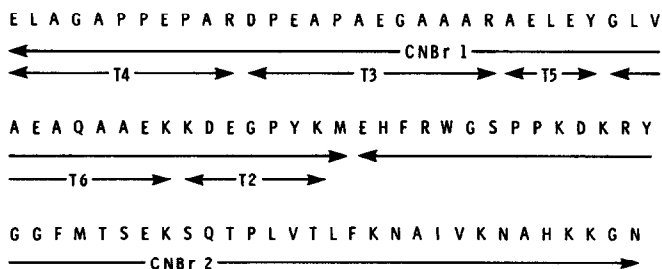 E L A G A P P E P A R D P E A P A E G A A A R A E L E Y G L V
CNBr 1
T4 T3 T5
A E A Q A A E K K D E G P Y K M E H F R W G S P P K D K R Y
T6 T2
G G F M T S E K S Q T P L V T L F K N A I V K N A H K K G N
CNBr 2